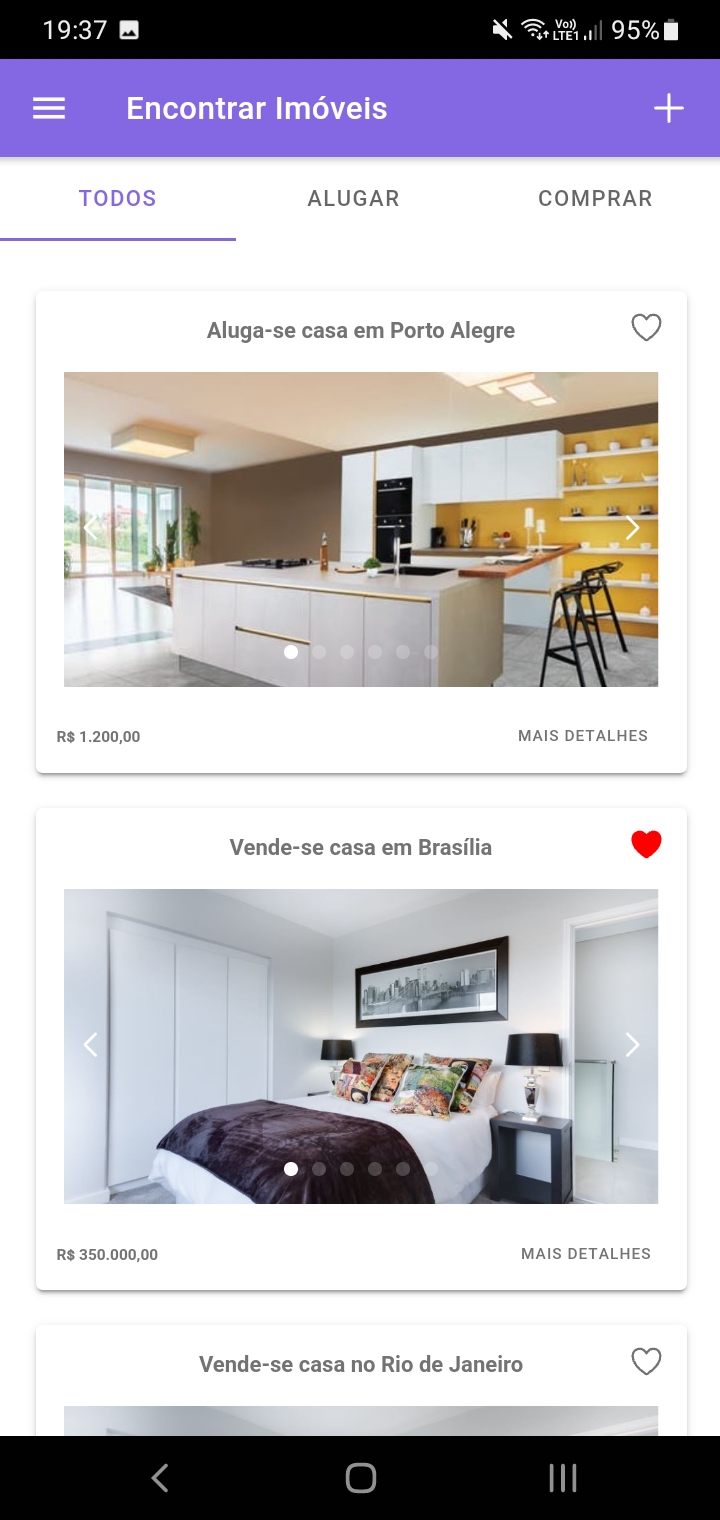 19:37 Vo)) LTE1 95%
Encontrar Imóveis
TODOS ALUGAR COMPRAR
Aluga-se casa em Porto Alegre
R$ 1.200,00 MAIS DETALHES
Vende-se casa em Brasília
R$ 350.000,00 MAIS DETALHES
Vende-se casa no Rio de Janeiro